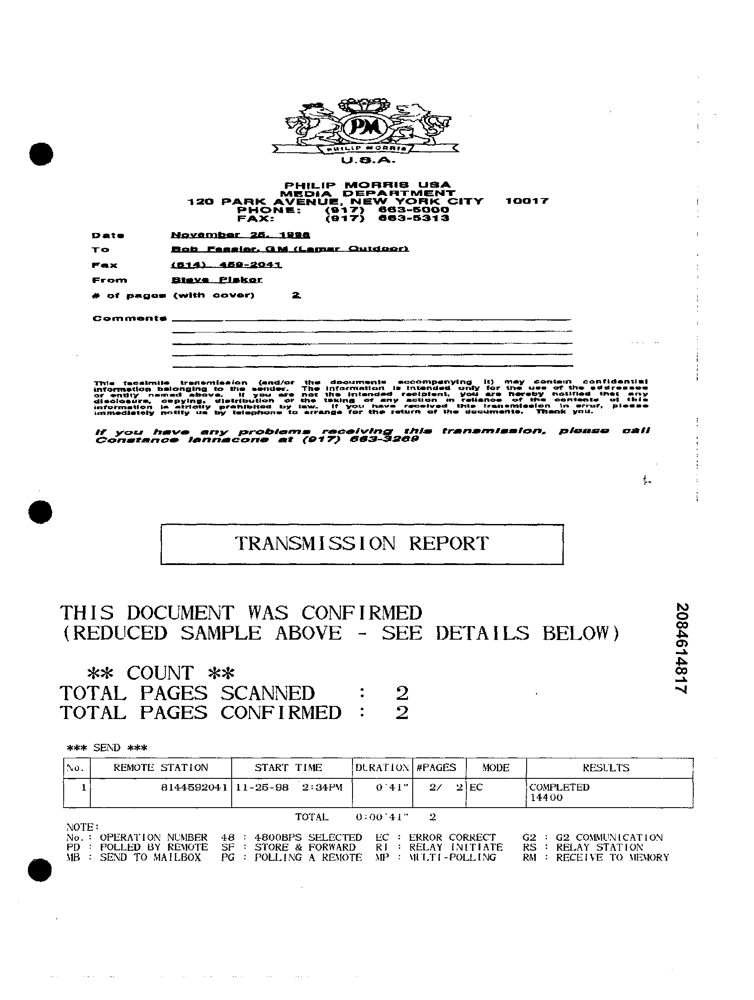 PM
PHILIP MORRIS
U.S.A.
PHILIP MORRIS USA
MEDIA DEPARTMENT
120 PARK AVENUE, NEW YORK CITY 10017
PHONE: (917) 663-5000
FAX: (917) 663-5313
Date November 25, 1998
To Bob Fessler, GM (Lamar Outdoor)
Fax (814) 459-2041
From Steve Piskor
# of pages (with cover) 2
Comments
This facsimile transmission (and/or the documents accompanying it) may contain confidential
information belonging to the sender. The information is intended only for the use of the addressee
or entity named above. If you are not the intended recipient, you are hereby notified that any
disclosure, copying, distribution or the taking of any action in reliance of the contents of this
information is strictly prohibited by law. If you have received this transmission in error, please
immediately notify us by telephone to arrange for the return of the documents. Thank you.
If you have any problems receiving this transmission, please call
Constance Iannacone at (917) 663-3269
TRANSMISSION REPORT
THIS DOCUMENT WAS CONFIRMED
(REDUCED SAMPLE ABOVE - SEE DETAILS BELOW)
** COUNT **
TOTAL PAGES SCANNED : 2
TOTAL PAGES CONFIRMED : 2
2084614817
*** SEND ***
No. REMOTE STATION START TIME DURATION #PAGES MODE RESULTS
1 8144592041 11-25-98 2:34PM 0'41" 2/ 2 EC COMPLETED
14400
TOTAL 0:00'41" 2
NOTE:
No. : OPERATION NUMBER 48 : 4800BPS SELECTED EC : ERROR CORRECT G2 : G2 COMMUNICATION
PD : POLLED BY REMOTE SF : STORE & FORWARD RI : RELAY INITIATE RS : RELAY STATION
MB : SEND TO MAILBOX PG : POLLING A REMOTE MP : MULTI-POLLING RM : RECEIVE TO MEMORY